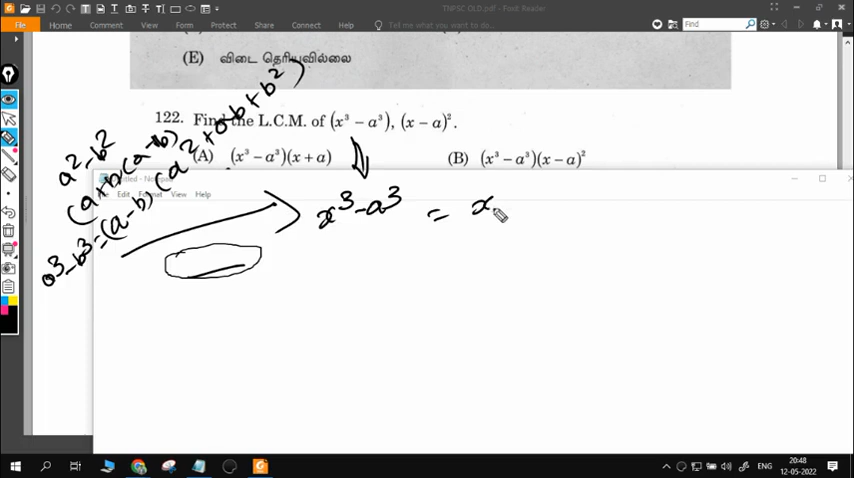 TNPSC OLD.pdf - Foxit Reader
File Home Comment View Form Protect Share Connect Help Tell me what you want to do... Find
(E) விடை தெரியவில்லை
122. Find the L.C.M. of (x³ – a³), (x – a)².
(A) (x³ – a³)(x + a) (B) (x³ – a³)(x – a)²
Untitled - Notepad
File Edit Format View Help
a²-b²
(a+b(a-b)
a³-b³=(a-b)(a²+ab+b²)
x³-a³ = x
ENG 20:48 12-05-2022